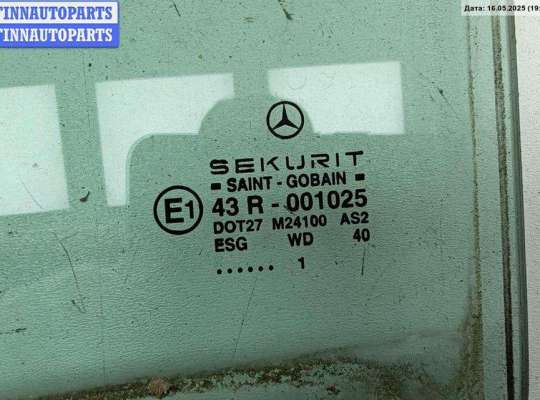 FINNAUTOPARTS
FINNAUTOPARTS
Дата: 16.05.2025 (19:
SEKURIT
SAINT - GOBAIN
E1
43 R - 001025
DOT27 M24100 AS2
ESG WD 40
...... 1